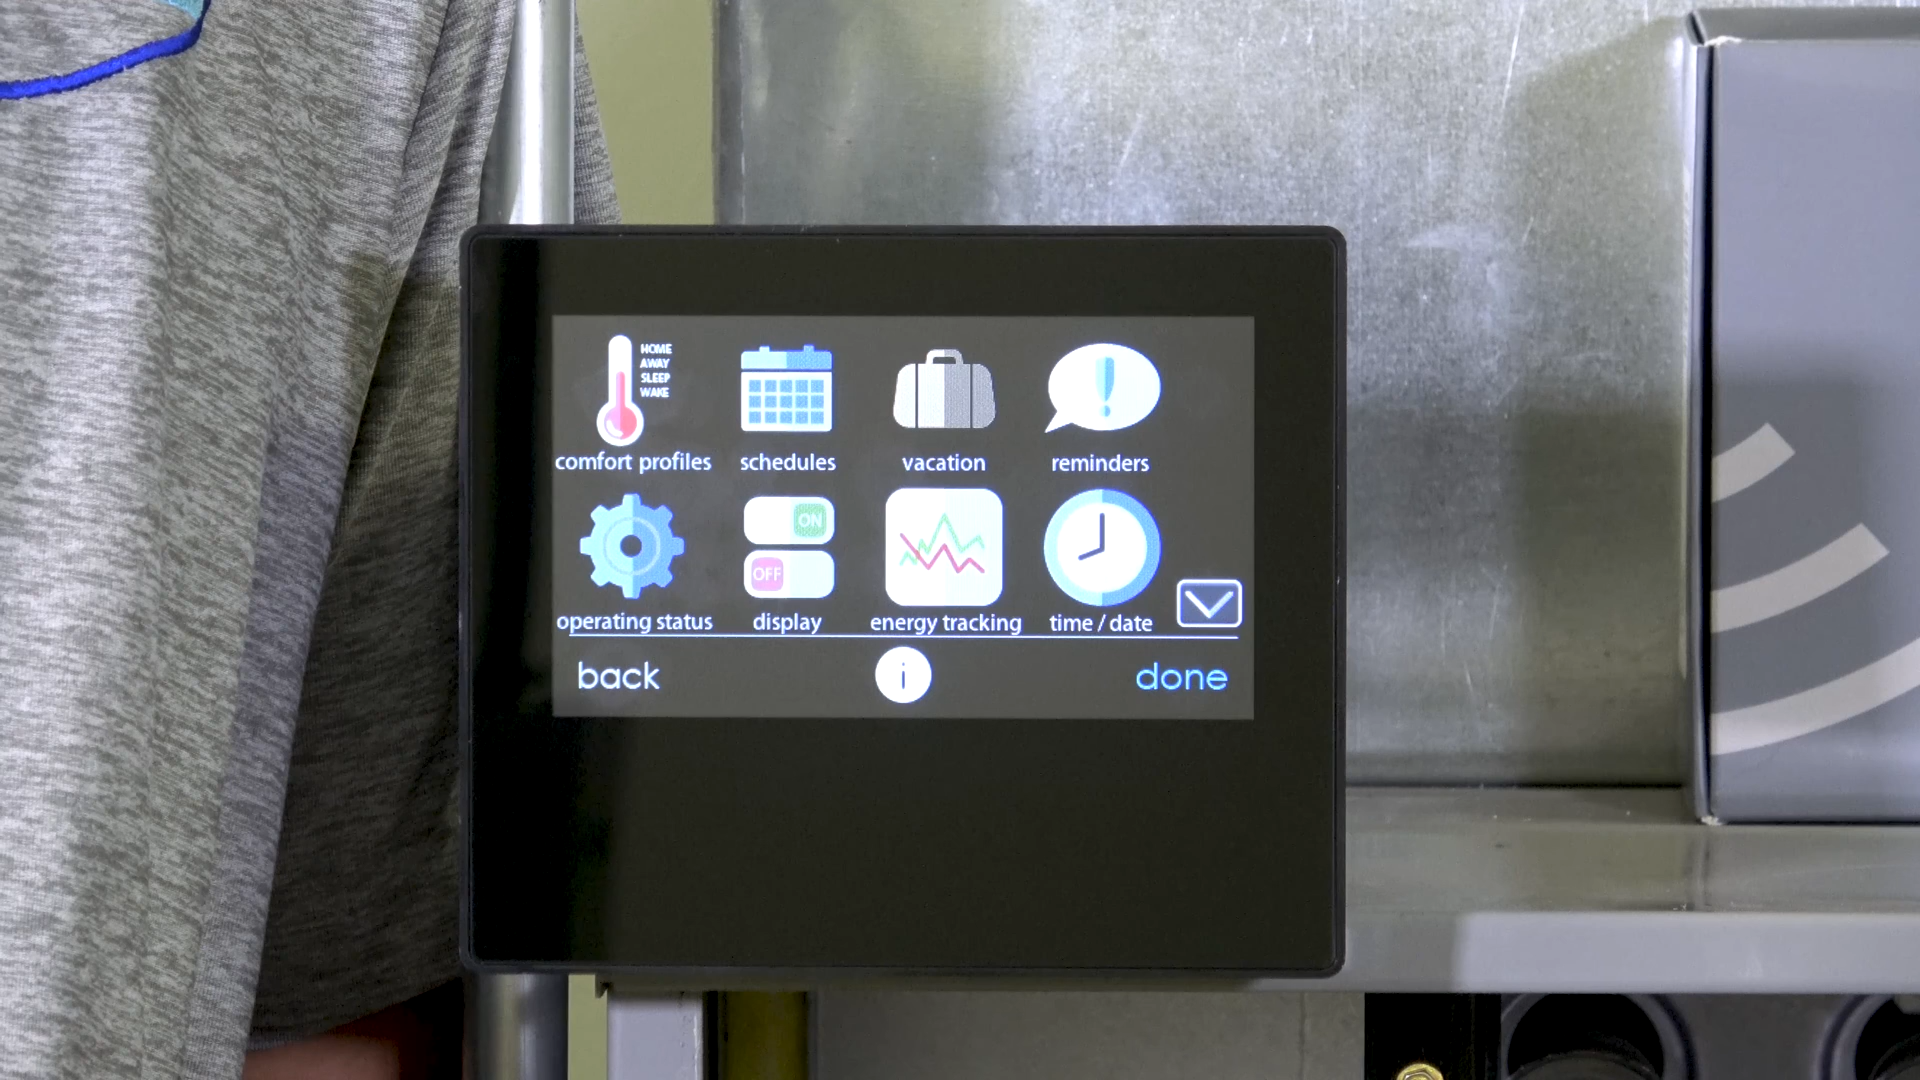 HOME
AWAY
SLEEP
WAKE
comfort profiles
schedules
vacation
reminders
ON
OFF
operating status
display
energy tracking
time / date
back
i
done